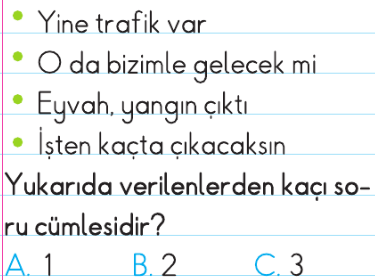 • Yine trafik var
• O da bizimle gelecek mi
• Eyvah, yangın çıktı
• İşten kaçta çıkacaksın
Yukarıda verilenlerden kaçı so-
ru cümlesidir?
A. 1 B. 2 C. 3